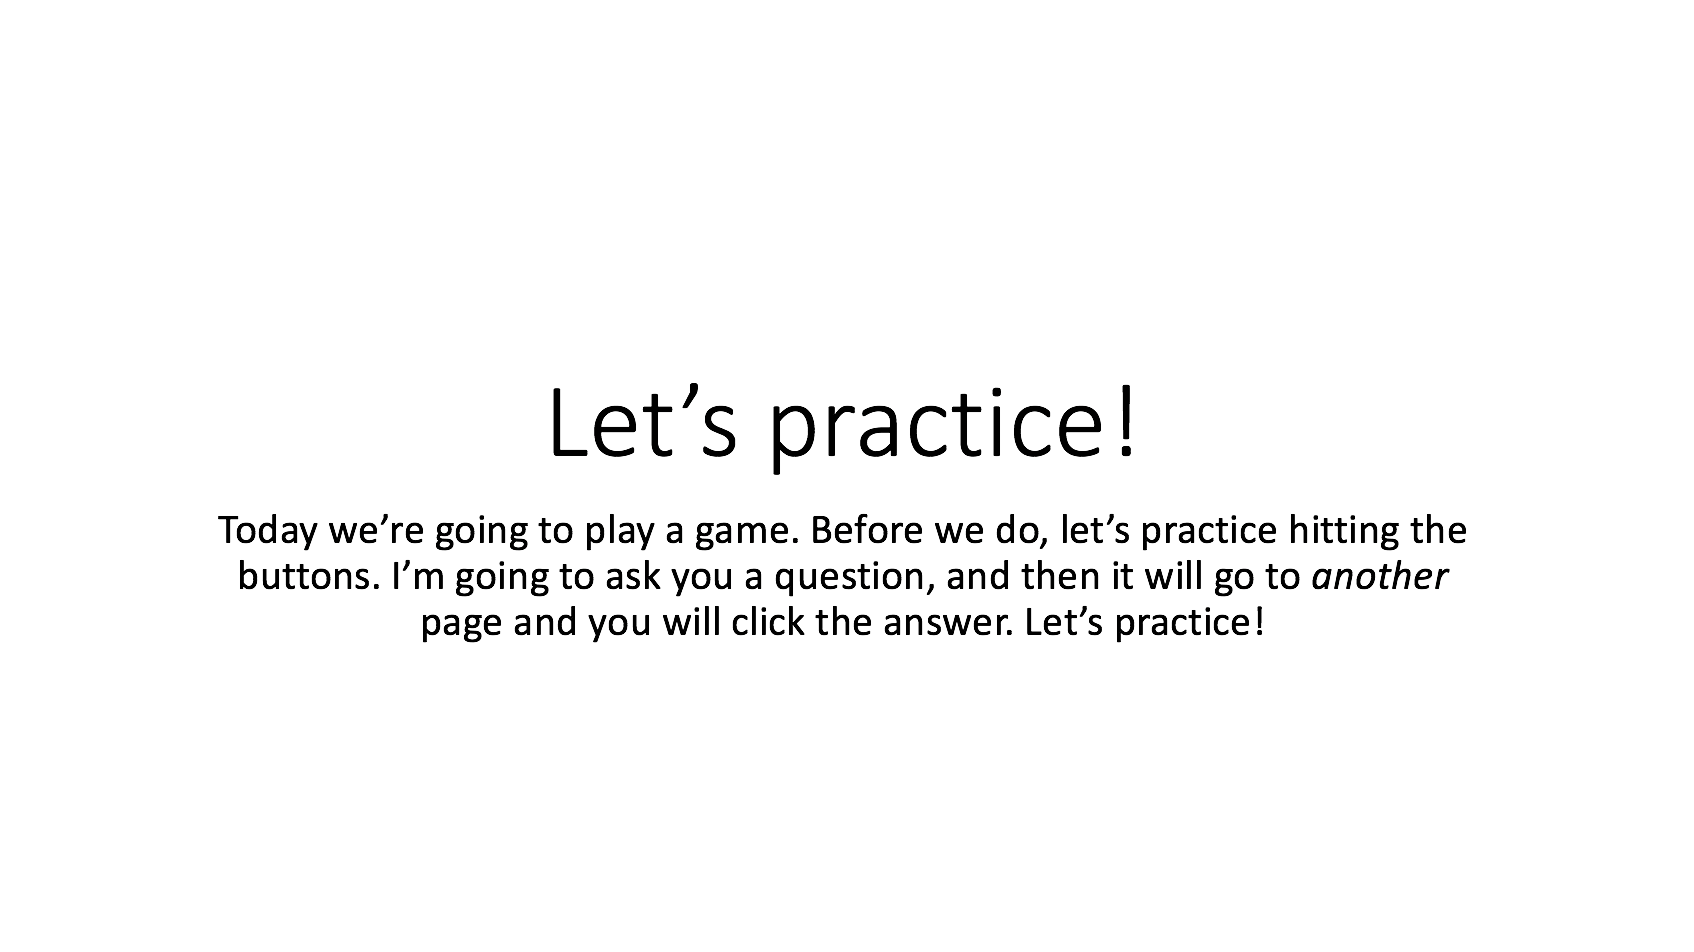 Let’s practice!
Today we’re going to play a game. Before we do, let’s practice hitting the
buttons. I’m going to ask you a question, and then it will go to another
page and you will click the answer. Let’s practice!